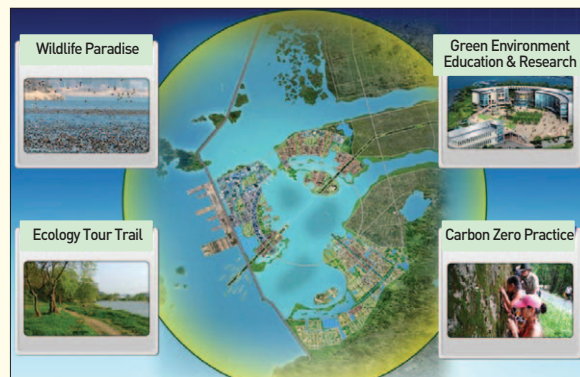 Wildlife Paradise
Green Environment
Education & Research
Ecology Tour Trail
Carbon Zero Practice